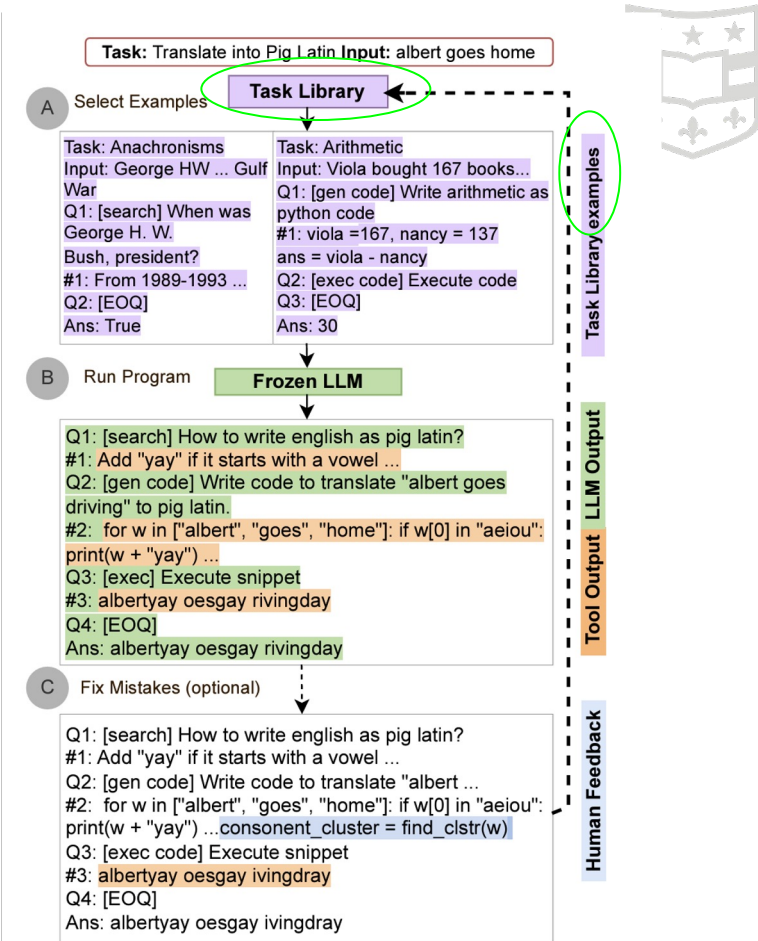 Task: Translate into Pig Latin Input: albert goes home
Task Library
A
Select Examples
Task: Anachronisms
Input: George HW ... Gulf
War
Q1: [search] When was
George H. W.
Bush, president?
#1: From 1989-1993 ...
Q2: [EOQ]
Ans: True
Task: Arithmetic
Input: Viola bought 167 books...
Q1: [gen code] Write arithmetic as
python code
#1: viola =167, nancy = 137
ans = viola - nancy
Q2: [exec code] Execute code
Q3: [EOQ]
Ans: 30
Task Library examples
B
Run Program
Frozen LLM
Q1: [search] How to write english as pig latin?
#1: Add "yay" if it starts with a vowel ...
Q2: [gen code] Write code to translate "albert goes
driving" to pig latin.
#2: for w in ["albert", "goes", "home"]: if w[0] in "aeiou":
print(w + "yay") ...
Q3: [exec] Execute snippet
#3: albertyay oesgay rivingday
Q4: [EOQ]
Ans: albertyay oesgay rivingday
LLM Output
Tool Output
C
Fix Mistakes (optional)
Q1: [search] How to write english as pig latin?
#1: Add "yay" if it starts with a vowel ...
Q2: [gen code] Write code to translate "albert ...
#2: for w in ["albert", "goes", "home"]: if w[0] in "aeiou":
print(w + "yay") ...consonent_cluster = find_clstr(w)
Q3: [exec code] Execute snippet
#3: albertyay oesgay ivingdray
Q4: [EOQ]
Ans: albertyay oesgay ivingdray
Human Feedback